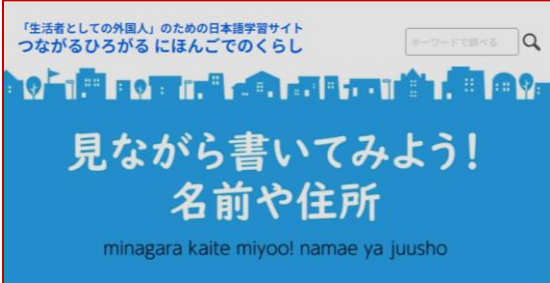 「生活者としての外国人」のための日本語学習サイト
つながるひろがる にほんごでのくらし
キーワードで調べる
見ながら書いてみよう!
名前や住所
minagara kaite miyoo! namae ya juusho